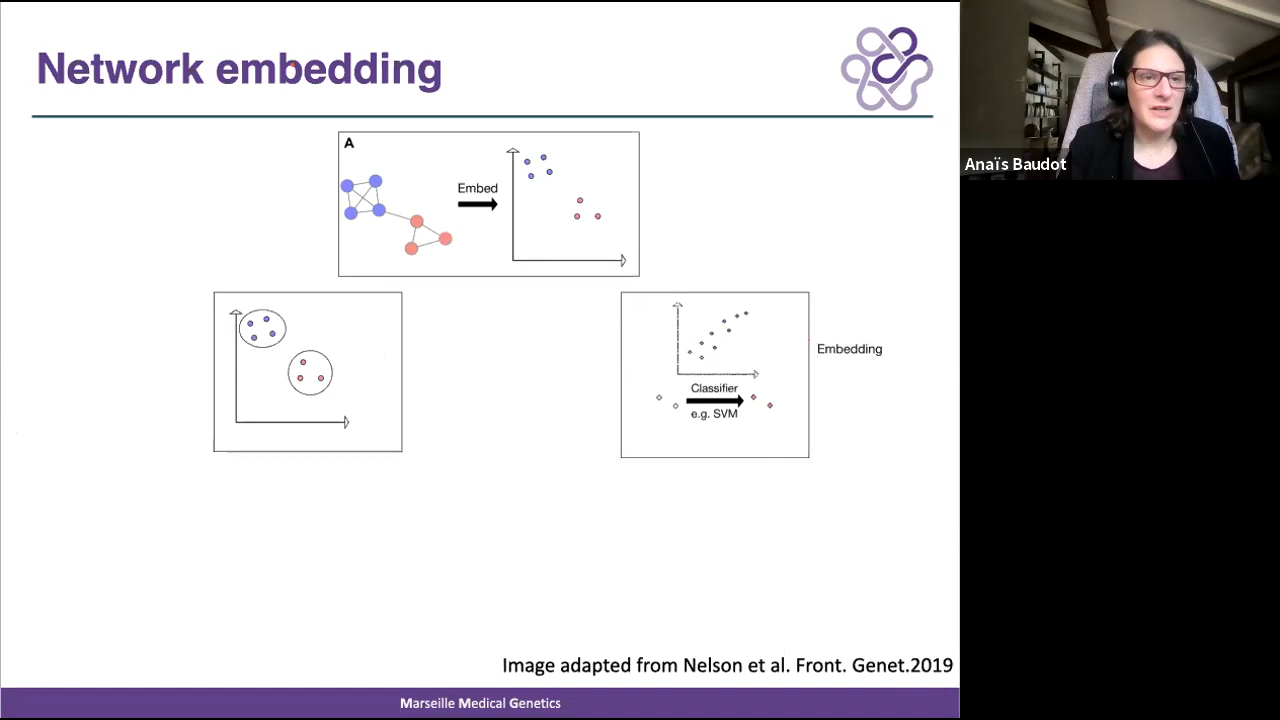 Network embedding
Anaïs Baudot
A
Embed
Embedding
Classifier
e.g. SVM
Image adapted from Nelson et al. Front. Genet.2019
Marseille Medical Genetics